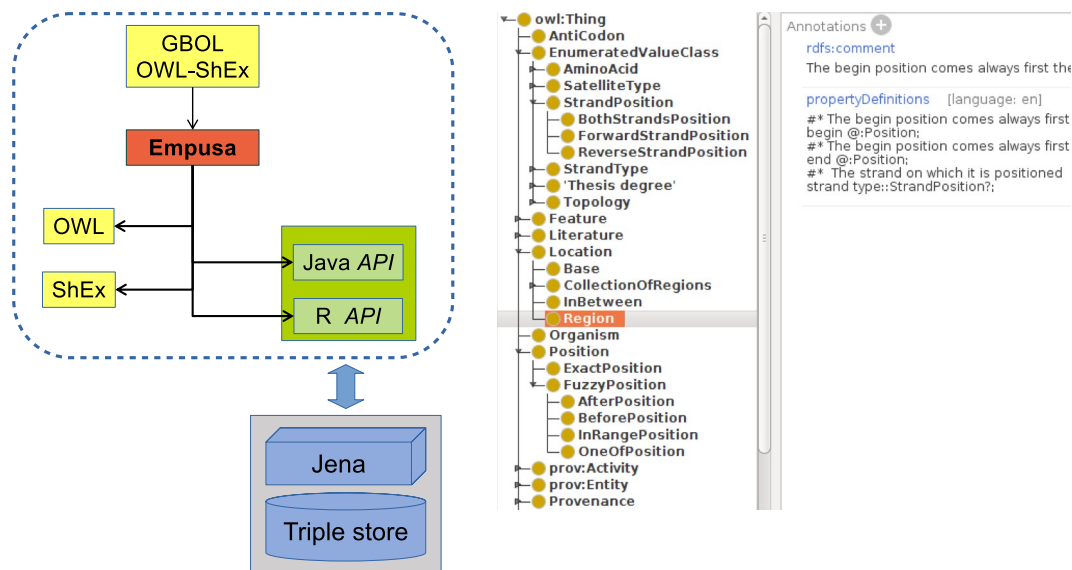 GBOL
OWL-ShEx
Empusa
OWL
ShEx
Java API
R API
Jena
Triple store
owl:Thing
AntiCodon
EnumeratedValueClass
AminoAcid
SatelliteType
StrandPosition
BothStrandsPosition
ForwardStrandPosition
ReverseStrandPosition
StrandType
'Thesis degree'
Topology
Feature
Literature
Location
Base
CollectionOfRegions
InBetween
Region
Organism
Position
ExactPosition
FuzzyPosition
AfterPosition
BeforePosition
InRangePosition
OneOfPosition
prov:Activity
prov:Entity
Provenance
Annotations
rdfs:comment
The begin position comes always first the
propertyDefinitions [language: en]
#* The begin position comes always first
begin @:Position;
#* The begin position comes always first
end @:Position;
#* The strand on which it is positioned
strand type::StrandPosition?;